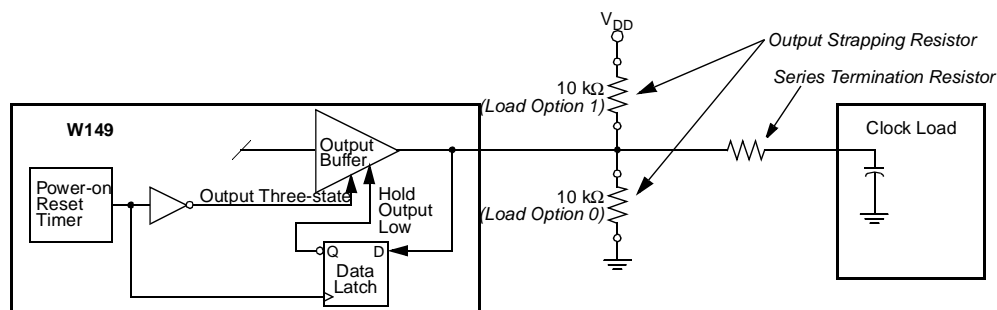 V_DD
Output Strapping Resistor
Series Termination Resistor
10 kΩ
(Load Option 1)
W149
Clock Load
Output
Buffer
Power-on
Reset
Timer
Output Three-state
Hold
Output
Low
10 kΩ
(Load Option 0)
Q D
Data
Latch